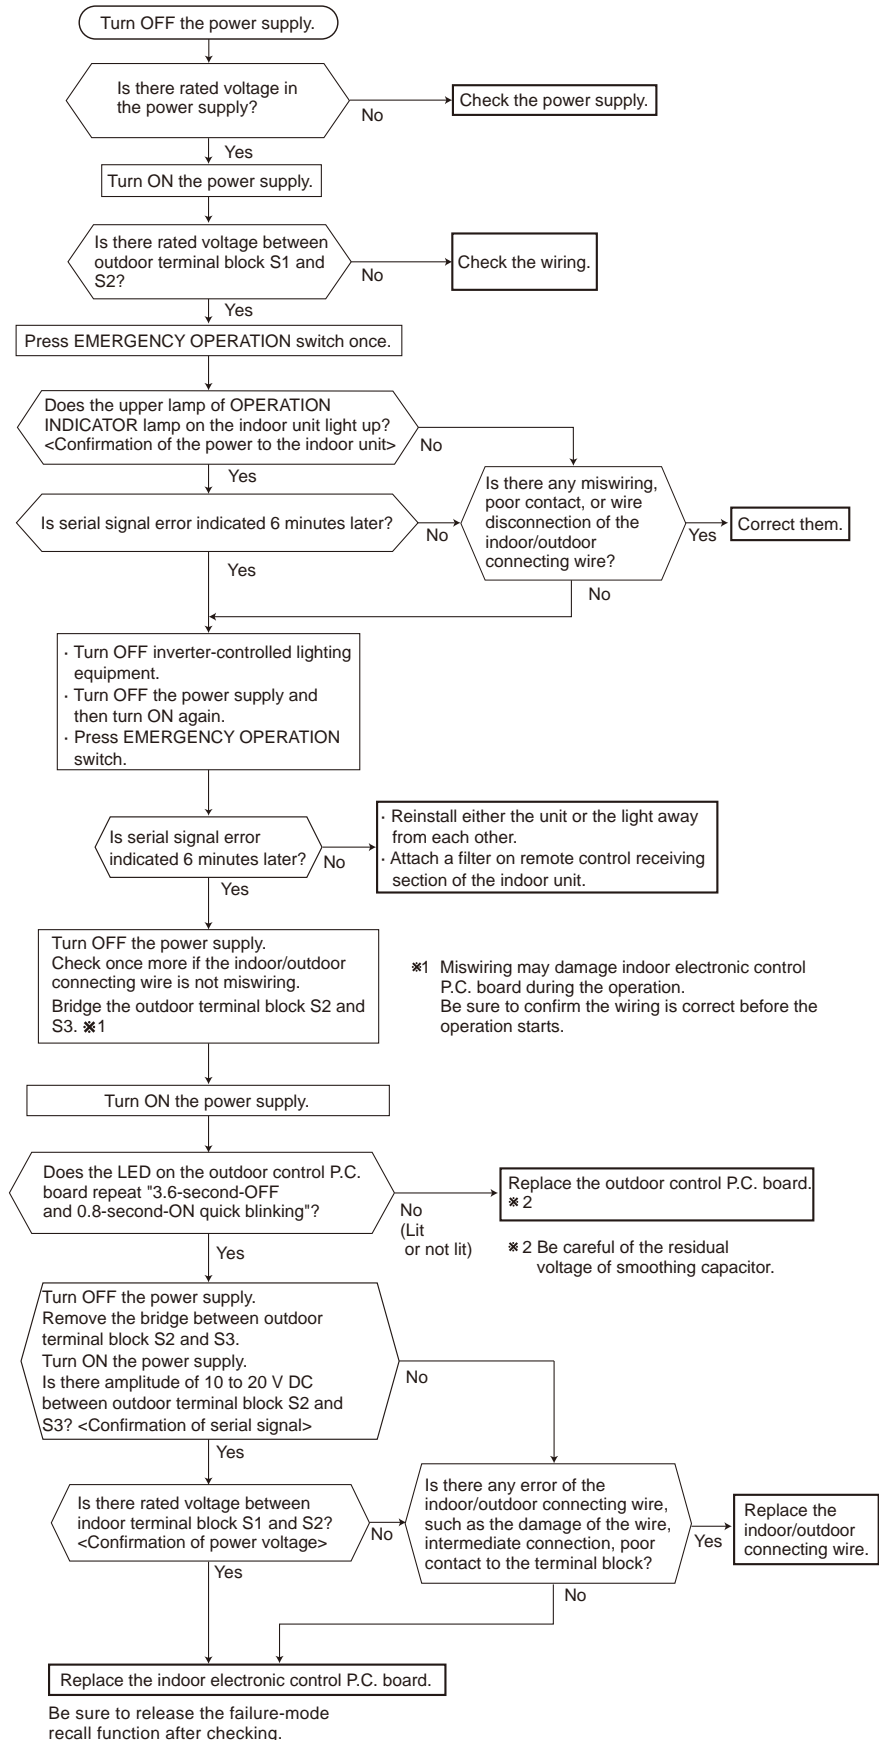 Turn OFF the power supply.
Is there rated voltage in
the power supply?
No
Check the power supply.
Yes
Turn ON the power supply.
Is there rated voltage between
outdoor terminal block S1 and
S2?
No
Check the wiring.
Yes
Press EMERGENCY OPERATION switch once.
Does the upper lamp of OPERATION
INDICATOR lamp on the indoor unit light up?
<Confirmation of the power to the indoor unit>
No
Yes
Is serial signal error indicated 6 minutes later?
No
Is there any miswiring,
poor contact, or wire
disconnection of the
indoor/outdoor
connecting wire?
Yes
Correct them.
Yes
No
· Turn OFF inverter-controlled lighting
equipment.
· Turn OFF the power supply and
then turn ON again.
· Press EMERGENCY OPERATION
switch.
Is serial signal error
indicated 6 minutes later?
No
· Reinstall either the unit or the light away
from each other.
· Attach a filter on remote control receiving
section of the indoor unit.
Yes
Turn OFF the power supply.
Check once more if the indoor/outdoor
connecting wire is not miswiring.
Bridge the outdoor terminal block S2 and
S3. ※1
※1 Miswiring may damage indoor electronic control
P.C. board during the operation.
Be sure to confirm the wiring is correct before the
operation starts.
Turn ON the power supply.
Does the LED on the outdoor control P.C.
board repeat "3.6-second-OFF
and 0.8-second-ON quick blinking"?
No
(Lit
or not lit)
Replace the outdoor control P.C. board.
※2
※2 Be careful of the residual
voltage of smoothing capacitor.
Yes
Turn OFF the power supply.
Remove the bridge between outdoor
terminal block S2 and S3.
Turn ON the power supply.
Is there amplitude of 10 to 20 V DC
between outdoor terminal block S2 and
S3? <Confirmation of serial signal>
No
Yes
Is there rated voltage between
indoor terminal block S1 and S2?
<Confirmation of power voltage>
No
Is there any error of the
indoor/outdoor connecting wire,
such as the damage of the wire,
intermediate connection, poor
contact to the terminal block?
Yes
Replace the
indoor/outdoor
connecting wire.
Yes
No
Replace the indoor electronic control P.C. board.
Be sure to release the failure-mode
recall function after checking.